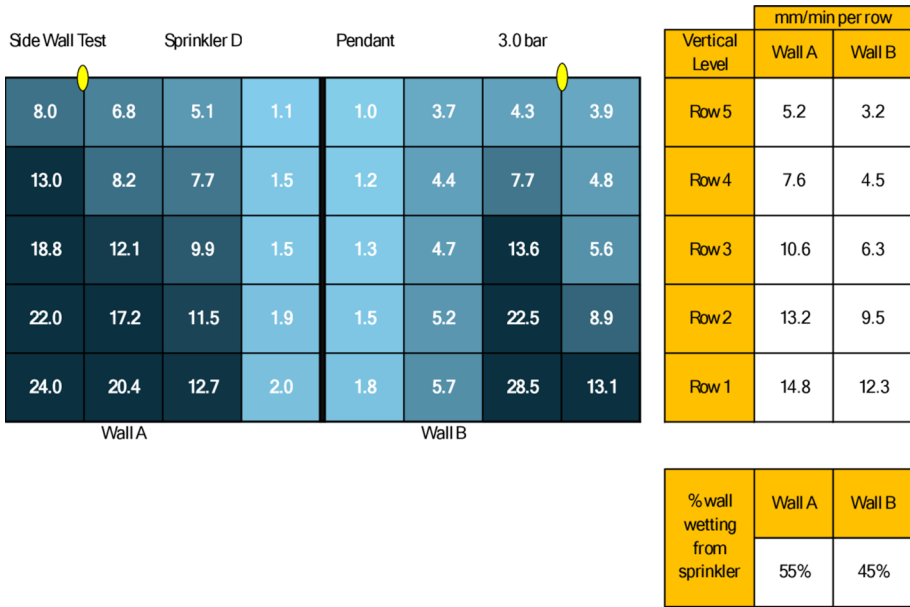 Side Wall Test Sprinkler D Pendant 3.0 bar
8.0 6.8 5.1 1.1 1.0 3.7 4.3 3.9
13.0 8.2 7.7 1.5 1.2 4.4 7.7 4.8
18.8 12.1 9.9 1.5 1.3 4.7 13.6 5.6
22.0 17.2 11.5 1.9 1.5 5.2 22.5 8.9
24.0 20.4 12.7 2.0 1.8 5.7 28.5 13.1
Wall A Wall B
mm/min per row
Vertical
Level
Wall A Wall B
Row 5 5.2 3.2
Row 4 7.6 4.5
Row 3 10.6 6.3
Row 2 13.2 9.5
Row 1 14.8 12.3
% wall
wetting
from
sprinkler
Wall A Wall B
55% 45%